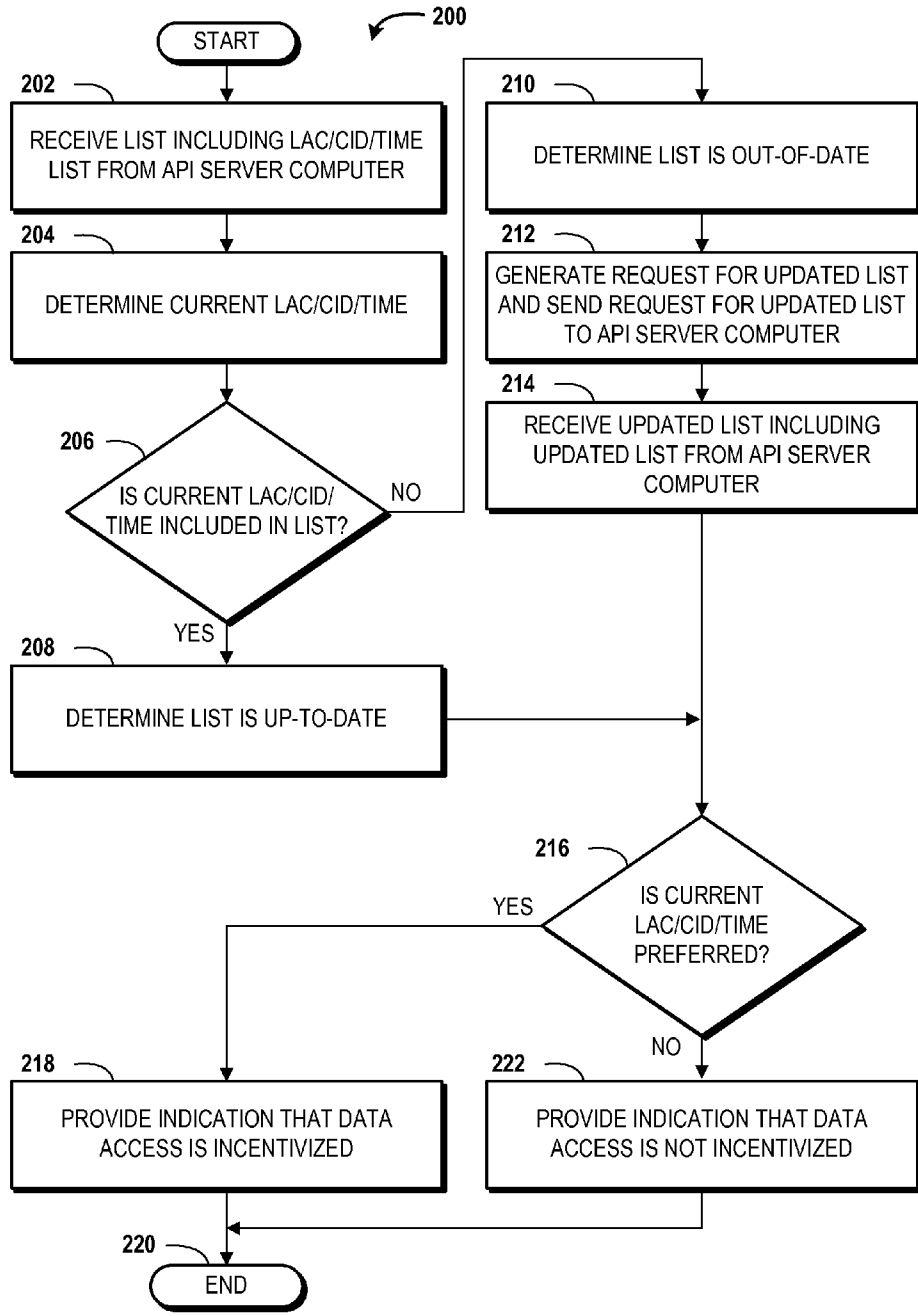 200
START
202
RECEIVE LIST INCLUDING LAC/CID/TIME
LIST FROM API SERVER COMPUTER
204
DETERMINE CURRENT LAC/CID/TIME
206
IS CURRENT LAC/CID/
TIME INCLUDED IN LIST?
NO
YES
208
DETERMINE LIST IS UP-TO-DATE
210
DETERMINE LIST IS OUT-OF-DATE
212
GENERATE REQUEST FOR UPDATED LIST
AND SEND REQUEST FOR UPDATED LIST
TO API SERVER COMPUTER
214
RECEIVE UPDATED LIST INCLUDING
UPDATED LIST FROM API SERVER
COMPUTER
216
IS CURRENT
LAC/CID/TIME
PREFERRED?
YES
NO
218
PROVIDE INDICATION THAT DATA
ACCESS IS INCENTIVIZED
222
PROVIDE INDICATION THAT DATA
ACCESS IS NOT INCENTIVIZED
220
END